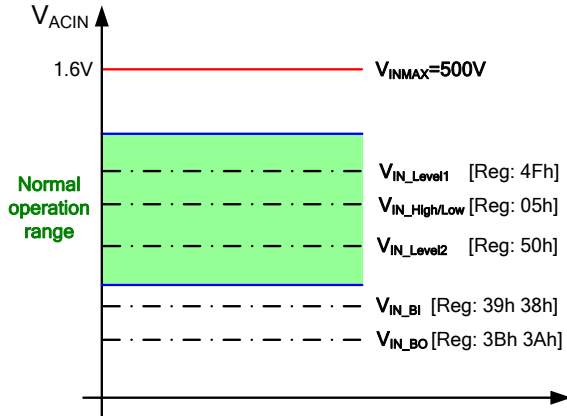 VACIN
1.6V
VINMAX=500V
VIN_Level1 [Reg: 4Fh]
VIN_High/Low [Reg: 05h]
Normal
operation
range
VIN_Level2 [Reg: 50h]
VIN_BI [Reg: 39h 38h]
VIN_BO [Reg: 3Bh 3Ah]